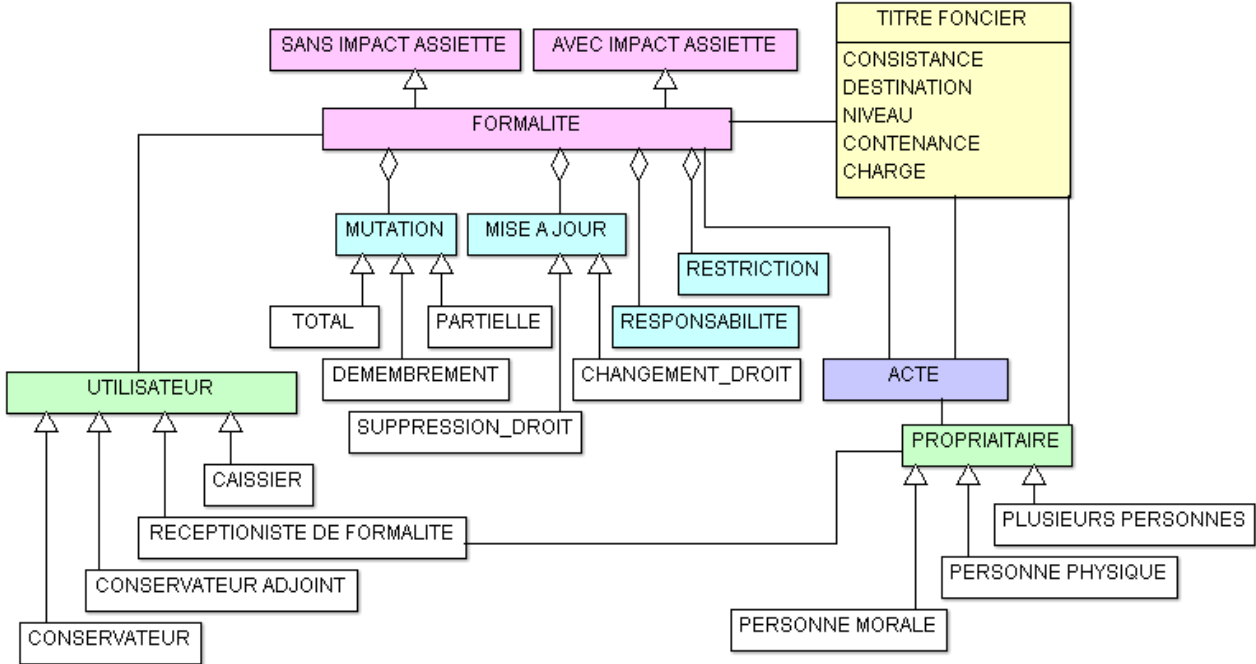 TITRE FONCIER
SANS IMPACT ASSIETTE
AVEC IMPACT ASSIETTE
CONSISTANCE
DESTINATION
NIVEAU
CONTENANCE
CHARGE
FORMALITE
MUTATION
MISE A JOUR
RESTRICTION
TOTAL
PARTIELLE
RESPONSABILITE
DEMEMBREMENT
CHANGEMENT_DROIT
ACTE
UTILISATEUR
SUPPRESSION_DROIT
PROPRIAITAIRE
CAISSIER
PLUSIEURS PERSONNES
RECEPTIONISTE DE FORMALITE
PERSONNE PHYSIQUE
CONSERVATEUR ADJOINT
PERSONNE MORALE
CONSERVATEUR